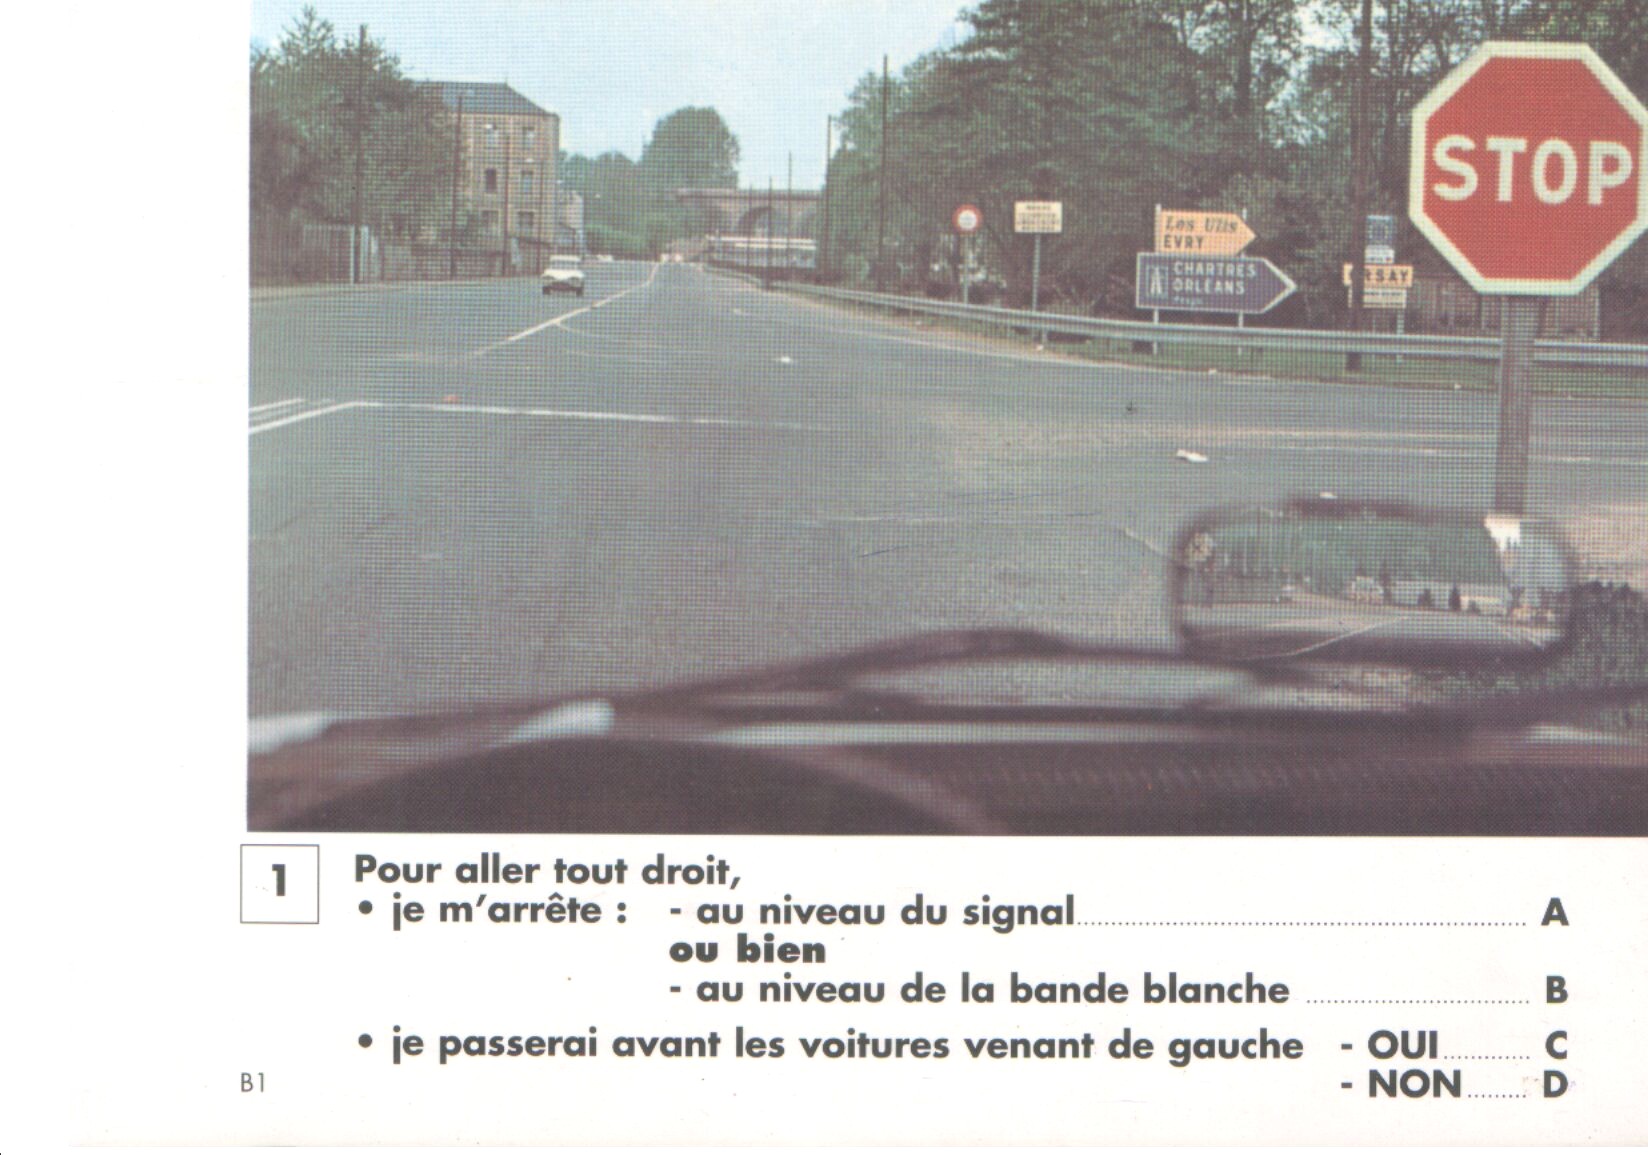 STOP
Les Ulis
EVRY
CHARTRES
ORLÉANS
RSAY
1
Pour aller tout droit,
• je m'arrête : - au niveau du signal.......... A
ou bien
- au niveau de la bande blanche .......... B
• je passerai avant les voitures venant de gauche - OUI.......... C
- NON.......... D
B1